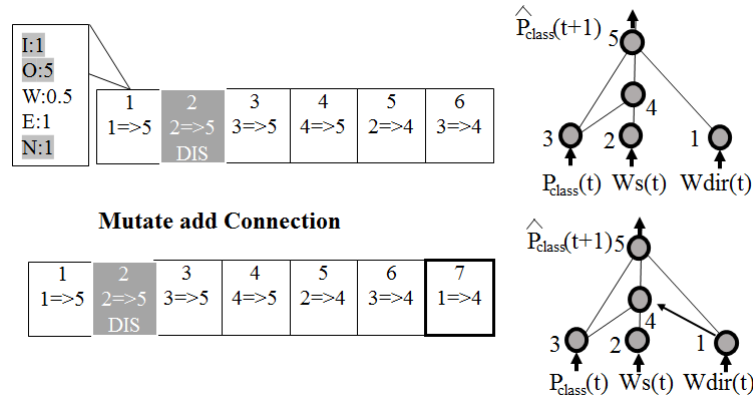 I:1
O:5
W:0.5
E:1
N:1
1 2 3 4 5 6
1=>5 2=>5 3=>5 4=>5 2=>4 3=>4
DIS
P̂class(t+1) 5
4
3 2 1
Pclass(t) Ws(t) Wdir(t)
Mutate add Connection
1 2 3 4 5 6 7
1=>5 2=>5 3=>5 4=>5 2=>4 3=>4 1=>4
DIS
P̂class(t+1) 5
4
3 2 1
Pclass(t) Ws(t) Wdir(t)